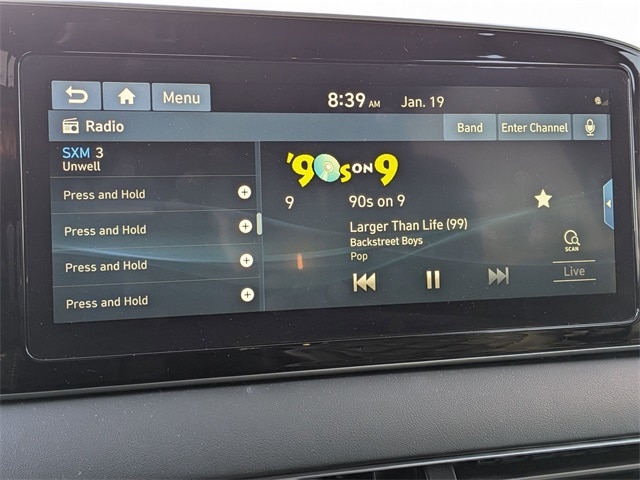 Menu
8:39 AM Jan. 19
Radio
Band
Enter Channel
SXM 3
Unwell
Press and Hold
Press and Hold
Press and Hold
Press and Hold
'90s ON 9
9
90s on 9
Larger Than Life (99)
Backstreet Boys
Pop
SCAN
Live